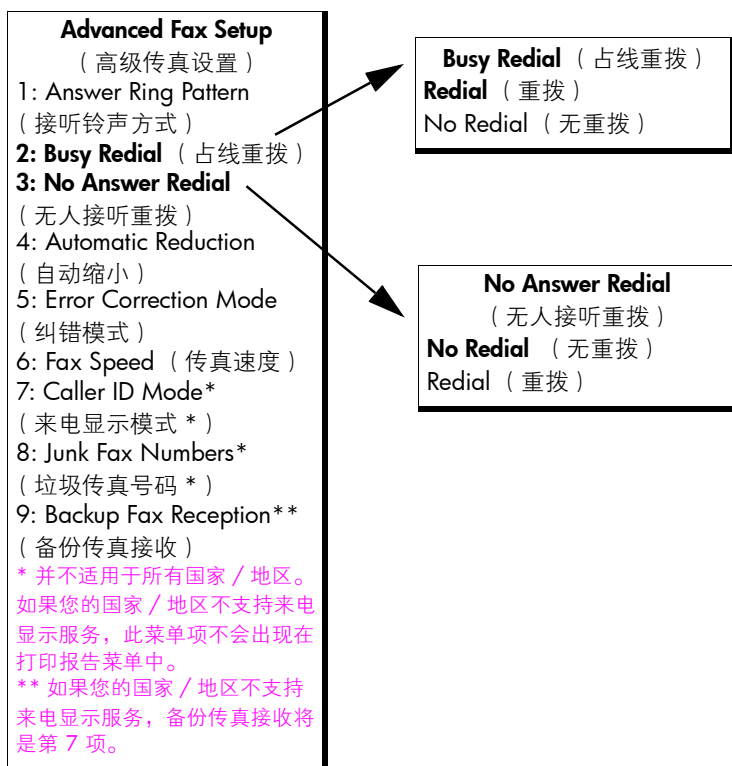 Advanced Fax Setup
（高级传真设置）
1: Answer Ring Pattern
（接听铃声方式）
2: Busy Redial （占线重拨）
3: No Answer Redial
（无人接听重拨）
4: Automatic Reduction
（自动缩小）
5: Error Correction Mode
（纠错模式）
6: Fax Speed （传真速度）
7: Caller ID Mode*
（来电显示模式 *）
8: Junk Fax Numbers*
（垃圾传真号码 *）
9: Backup Fax Reception**
（备份传真接收）
* 并不适用于所有国家 / 地区。
如果您的国家 / 地区不支持来电
显示服务，此菜单项不会出现在
打印报告菜单中。
** 如果您的国家 / 地区不支持
来电显示服务，备份传真接收将
是第 7 项。
Busy Redial （占线重拨）
Redial （重拨）
No Redial （无重拨）
No Answer Redial
（无人接听重拨）
No Redial （无重拨）
Redial （重拨）